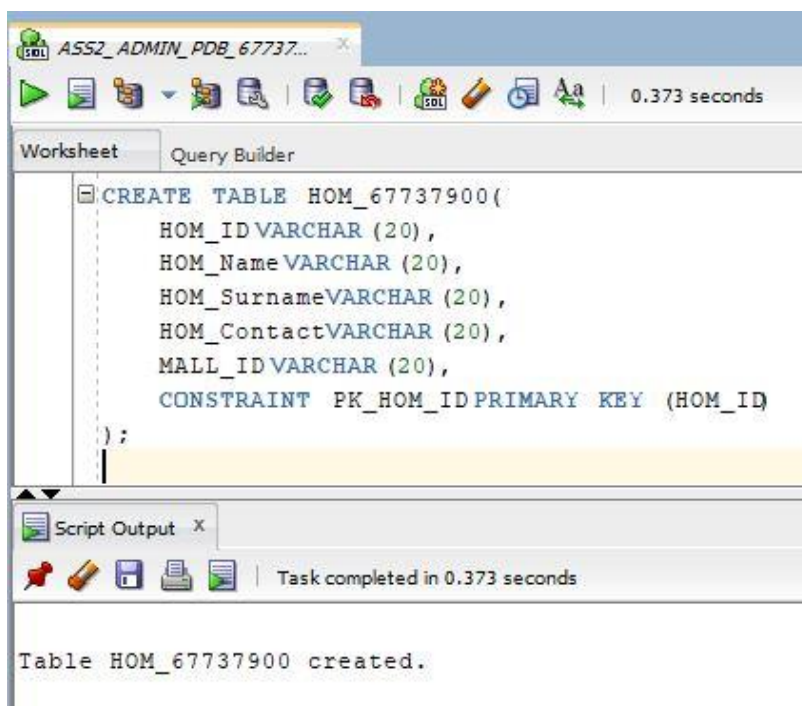 ASS2_ADMIN_PDB_67737...
0.373 seconds
Worksheet Query Builder
CREATE TABLE HOM_67737900(
HOM_ID VARCHAR (20),
HOM_Name VARCHAR (20),
HOM_SurnameVARCHAR (20),
HOM_ContactVARCHAR (20),
MALL_ID VARCHAR (20),
CONSTRAINT PK_HOM_ID PRIMARY KEY (HOM_ID)
);
Script Output x
Task completed in 0.373 seconds
Table HOM_67737900 created.